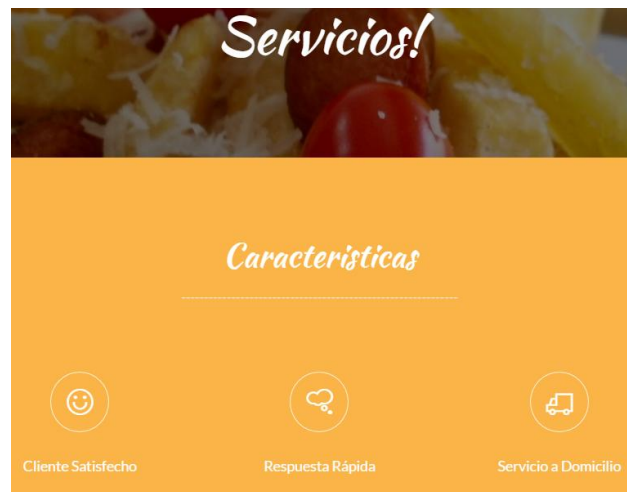 Servicios!
Caracteristicas
Cliente Satisfecho
Respuesta Rápida
Servicio a Domicilio